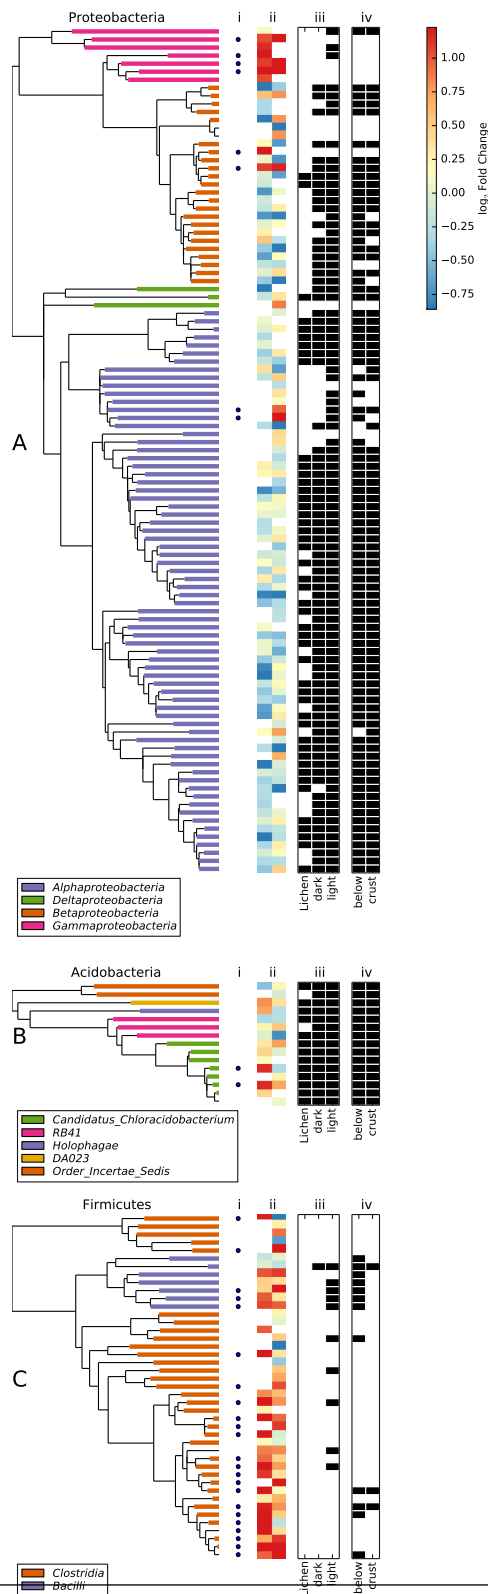 Proteobacteria i ii iii iv
1.00
0.75
0.50
0.25
0.00
−0.25
−0.50
−0.75
log₂ Fold Change
A
Lichen dark light below crust
Alphaproteobacteria
Deltaproteobacteria
Betaproteobacteria
Gammaproteobacteria
Acidobacteria i ii iii iv
B
Lichen dark light below crust
Candidatus_Chloracidobacterium
RB41
Holophagae
DA023
Order_Incertae_Sedis
Firmicutes i ii iii iv
C
Lichen dark light below crust
Clostridia
Bacilli